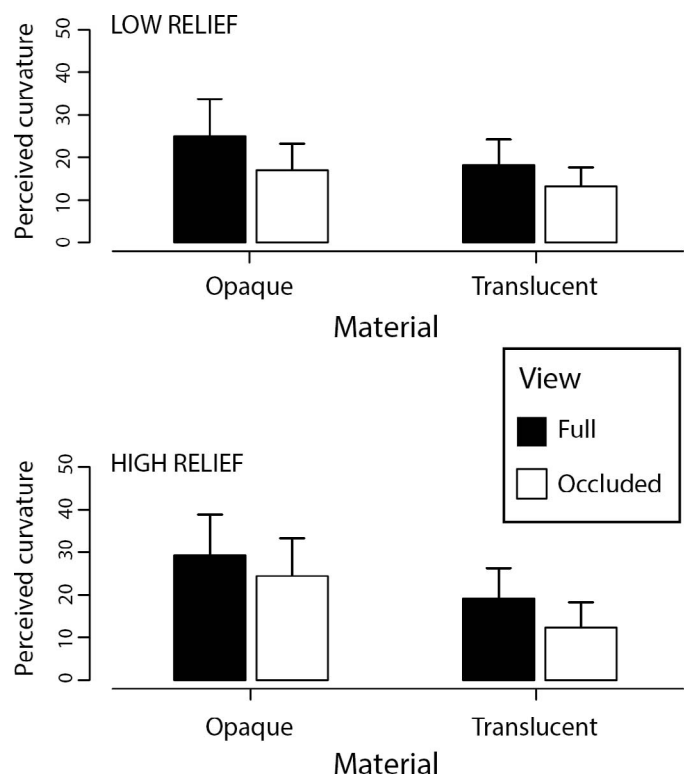 LOW RELIEF
Perceived curvature
50
40
30
20
10
0
Opaque Translucent
Material
View
Full
Occluded
HIGH RELIEF
Perceived curvature
50
40
30
20
10
0
Opaque Translucent
Material